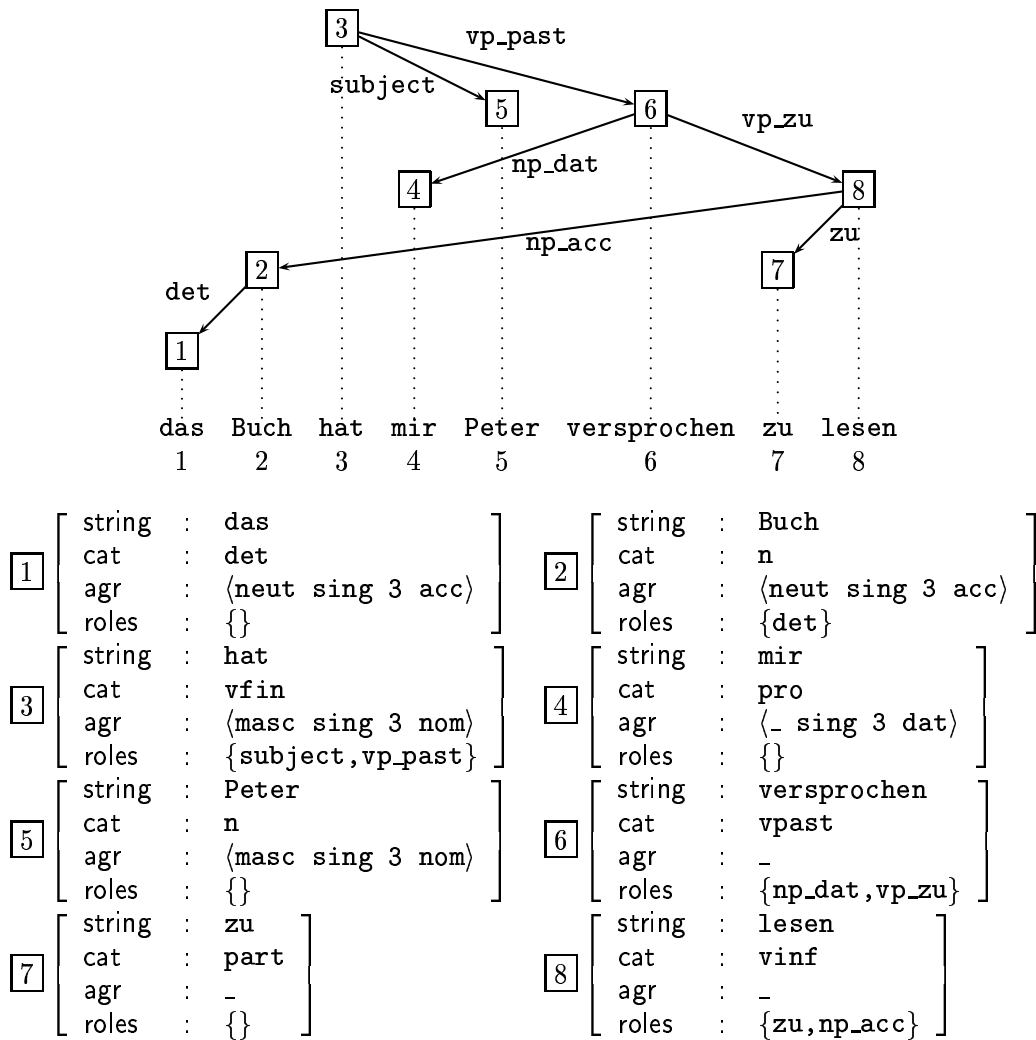 3
vp_past
subject
5
6
vp_zu
np_dat
4
8
np_acc
zu
2
7
det
1
das Buch hat mir Peter versprochen zu lesen
1 2 3 4 5 6 7 8
1
string : das
cat : det
agr : ⟨neut sing 3 acc⟩
roles : {}
2
string : Buch
cat : n
agr : ⟨neut sing 3 acc⟩
roles : {det}
3
string : hat
cat : vfin
agr : ⟨masc sing 3 nom⟩
roles : {subject,vp_past}
4
string : mir
cat : pro
agr : ⟨_ sing 3 dat⟩
roles : {}
5
string : Peter
cat : n
agr : ⟨masc sing 3 nom⟩
roles : {}
6
string : versprochen
cat : vpast
agr : _
roles : {np_dat,vp_zu}
7
string : zu
cat : part
agr : _
roles : {}
8
string : lesen
cat : vinf
agr : _
roles : {zu,np_acc}